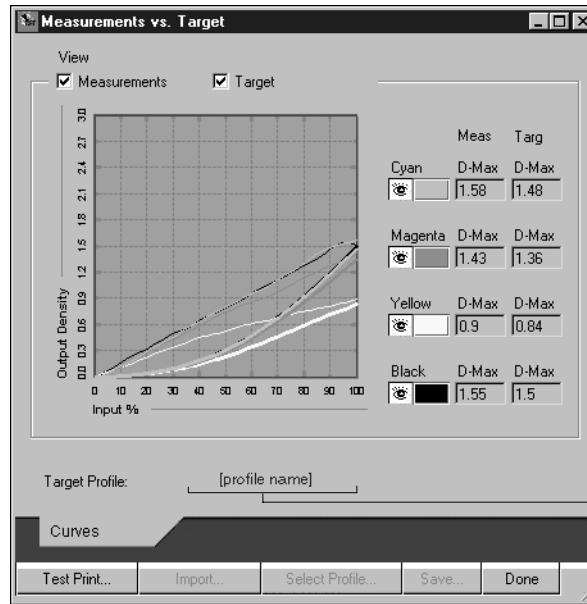 Measurements vs. Target
View
Measurements Target
3.0
2.7
2.4
2.1
1.8
1.5
1.2
0.9
0.6
0.3
0.0
Output Density
0 10 20 30 40 50 60 70 80 90 100
Input %
Meas Targ
Cyan D-Max D-Max
1.58 1.48
Magenta D-Max D-Max
1.43 1.36
Yellow D-Max D-Max
0.9 0.84
Black D-Max D-Max
1.55 1.5
Target Profile: [profile name]
Curves
Test Print... Import... Select Profile... Save... Done